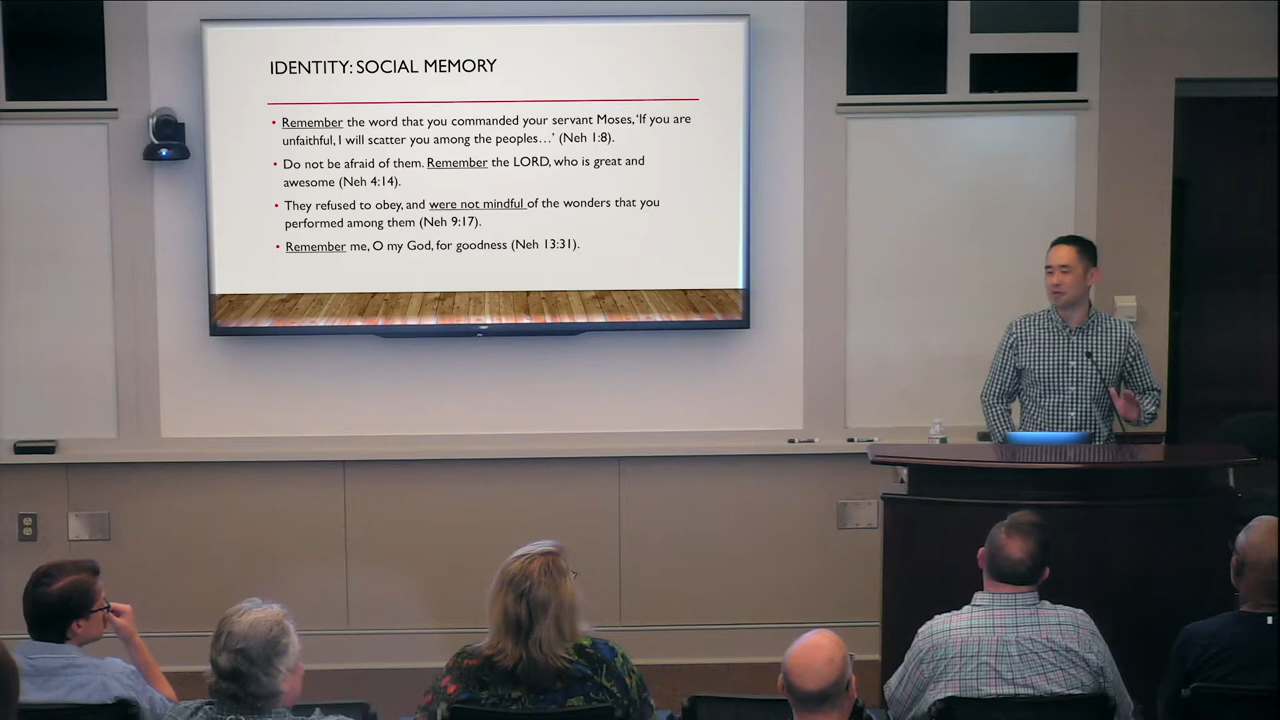 IDENTITY: SOCIAL MEMORY
• Remember the word that you commanded your servant Moses, 'If you are
unfaithful, I will scatter you among the peoples…' (Neh 1:8).
• Do not be afraid of them. Remember the LORD, who is great and
awesome (Neh 4:14).
• They refused to obey, and were not mindful of the wonders that you
performed among them (Neh 9:17).
• Remember me, O my God, for goodness (Neh 13:31).